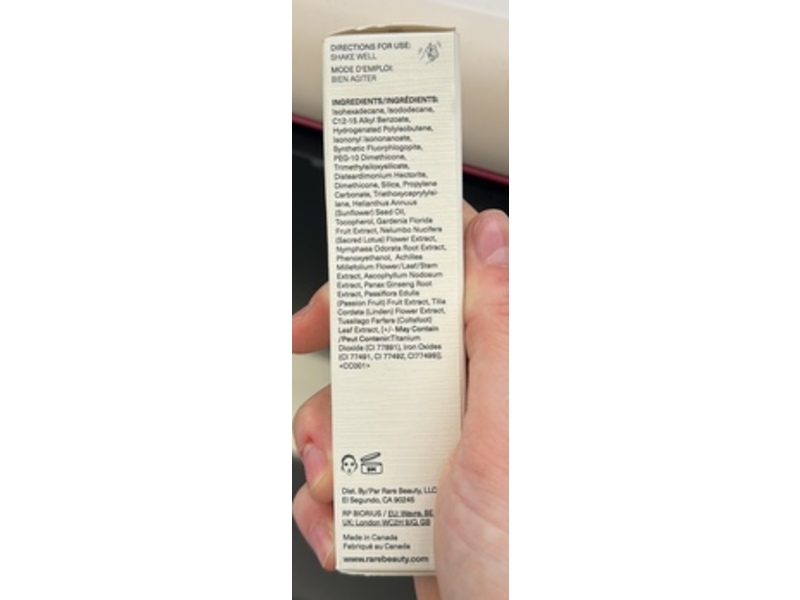 DIRECTIONS FOR USE:
SHAKE WELL
MODE D'EMPLOI:
BIEN AGITER
INGREDIENTS/INGRÉDIENTS:
Isohexadecane, Isododecane,
C12-15 Alkyl Benzoate,
Hydrogenated Polyisobutene,
Isononyl Isononanoate,
Synthetic Fluorphlogopite,
PEG-10 Dimethicone,
Trimethylsiloxysilicate,
Disteardimonium Hectorite,
Dimethicone, Silica, Propylene
Carbonate, Triethoxycaprylylsi-
lane, Helianthus Annuus
(Sunflower) Seed Oil,
Tocopherol, Gardenia Florida
Fruit Extract, Nelumbo Nucifera
(Sacred Lotus) Flower Extract,
Nymphaea Odorata Root Extract,
Phenoxyethanol, Achillea
Millefolium Flower/Leaf/Stem
Extract, Ascophyllum Nodosum
Extract, Panax Ginseng Root
Extract, Passiflora Edulis
(Passion Fruit) Fruit Extract, Tilia
Cordata (Linden) Flower Extract,
Tussilago Farfara (Coltsfoot)
Leaf Extract, [+/- May Contain
/Peut Contenir:Titanium
Dioxide (CI 77891), Iron Oxides
(CI 77491, CI 77492, CI77499)].
<CC001>
Dist. By/Par Rare Beauty, LLC
El Segundo, CA 90245
RP BIORIUS / EU: Wavre, BE
UK: London WC2H 9JQ, GB
Made in Canada
Fabriqué au Canada
www.rarebeauty.com